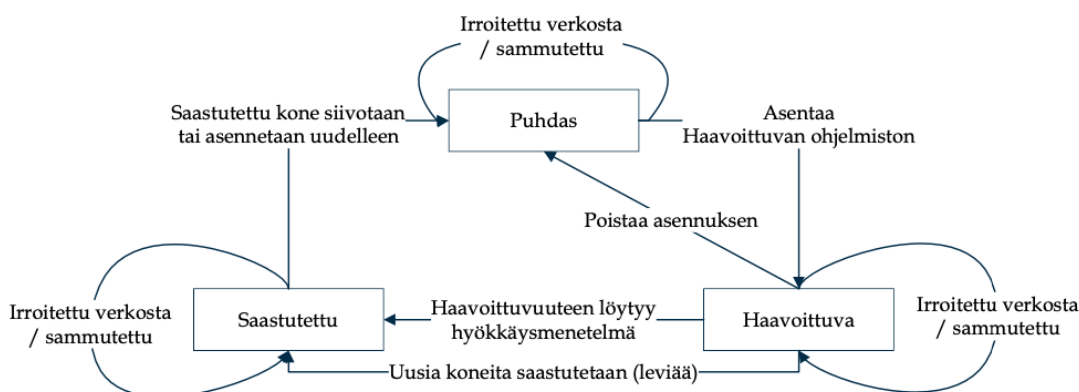 Irroitettu verkosta
/ sammutettu
Saastutettu kone siivotaan
tai asennetaan uudelleen
Puhdas
Asentaa
Haavoittuvan ohjelmiston
Poistaa asennuksen
Irroitettu verkosta
/ sammutettu
Saastutettu
Haavoittuvuuteen löytyy
hyökkäysmenetelmä
Haavoittuva
Irroitettu verkosta
/ sammutettu
Uusia koneita saastutetaan (leviää)